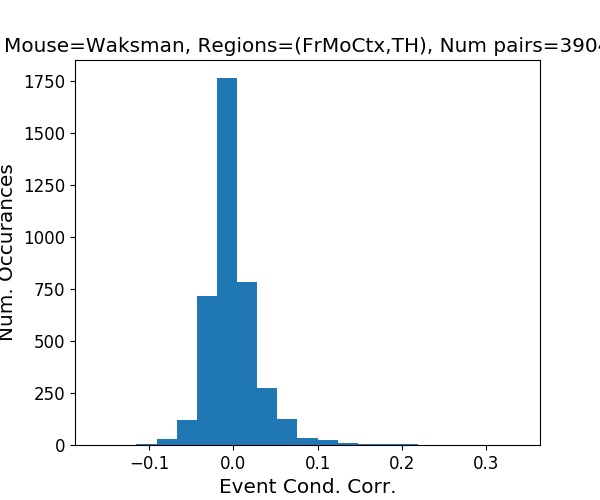 Mouse=Waksman, Regions=(FrMoCtx,TH), Num pairs=390
1750
1500
1250
1000
750
500
250
0
Num. Occurances
−0.1 0.0 0.1 0.2 0.3
Event Cond. Corr.